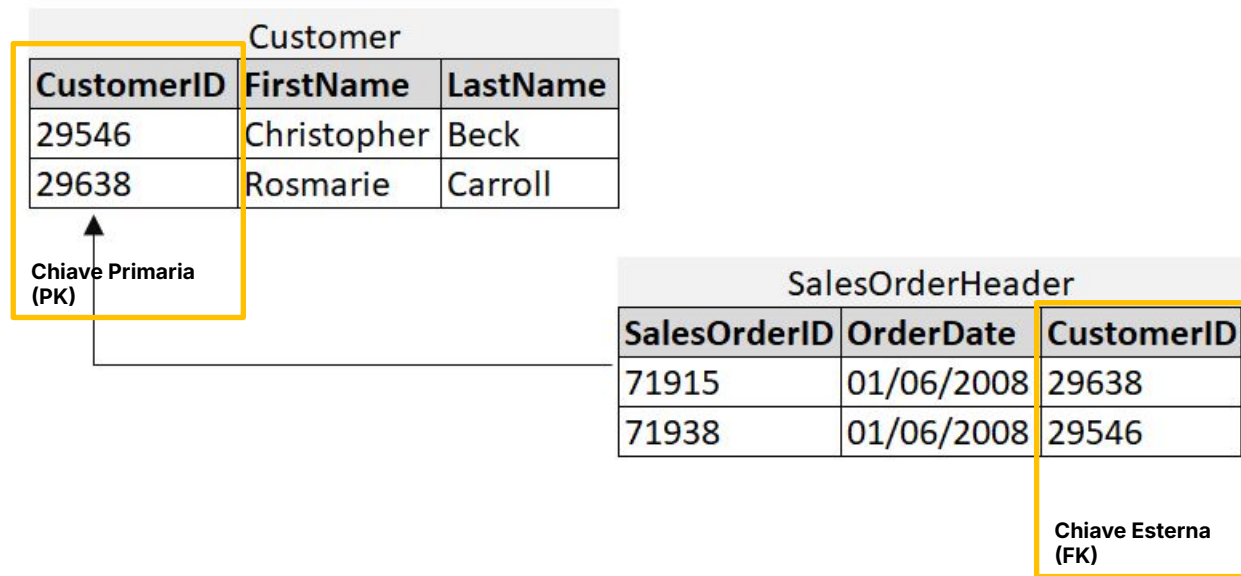 Customer
CustomerID FirstName LastName
29546 Christopher Beck
29638 Rosmarie Carroll
Chiave Primaria
(PK)
SalesOrderHeader
SalesOrderID OrderDate CustomerID
71915 01/06/2008 29638
71938 01/06/2008 29546
Chiave Esterna
(FK)